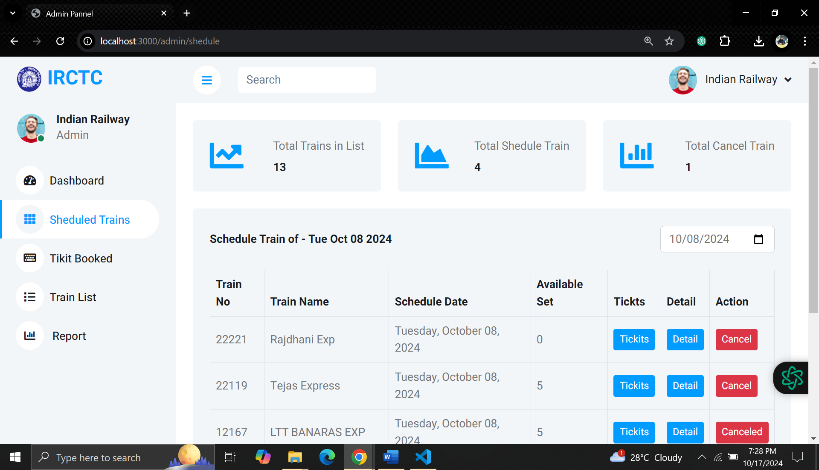 Admin Pannel
localhost:3000/admin/shedule
IRCTC
Search
Indian Railway
Indian Railway
Admin
Dashboard
Sheduled Trains
Tikit Booked
Train List
Report
Total Trains in List
13
Total Shedule Train
4
Total Cancel Train
1
Schedule Train of - Tue Oct 08 2024
10/08/2024
Train No Train Name Schedule Date Available Set Tickts Detail Action
22221 Rajdhani Exp Tuesday, October 08, 2024 0 Tickits Detail Cancel
22119 Tejas Express Tuesday, October 08, 2024 5 Tickits Detail Cancel
12167 LTT BANARAS EXP Tuesday, October 08, 2024 5 Tickits Detail Canceled
Type here to search
28°C Cloudy
7:28 PM
10/17/2024